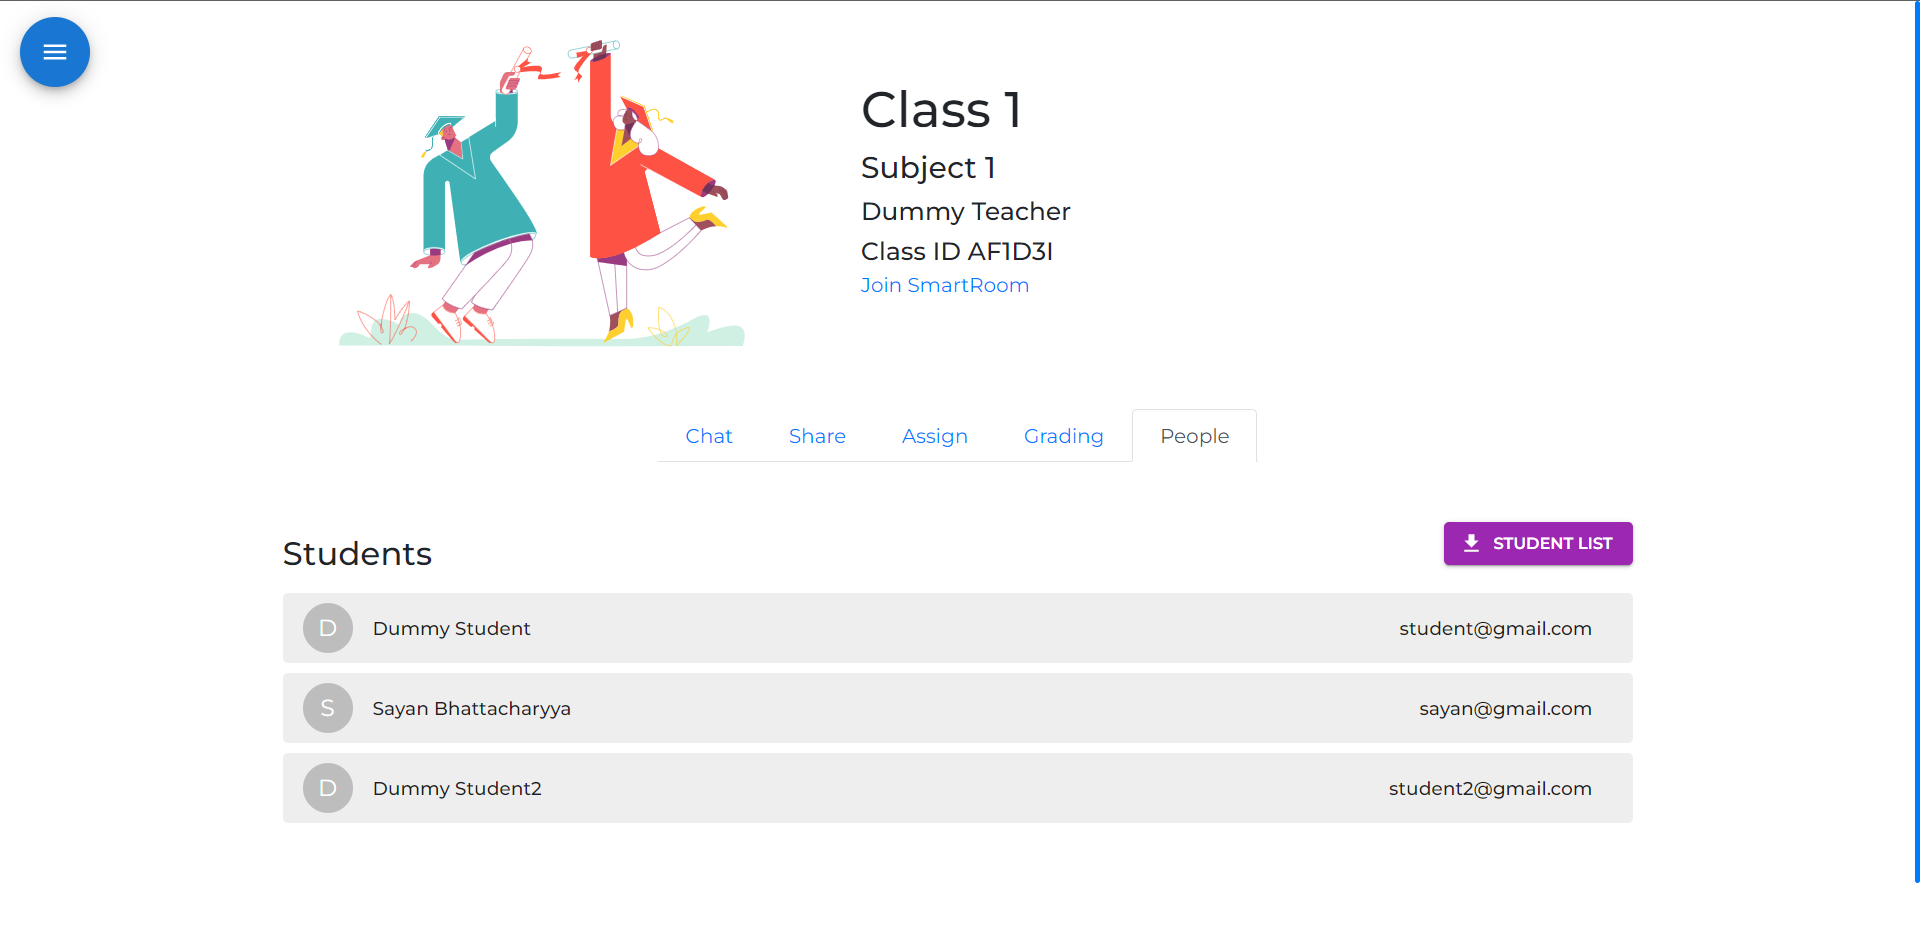 Class 1
Subject 1
Dummy Teacher
Class ID AF1D3I
Join SmartRoom
Chat Share Assign Grading People
Students
STUDENT LIST
D Dummy Student student@gmail.com
S Sayan Bhattacharyya sayan@gmail.com
D Dummy Student2 student2@gmail.com